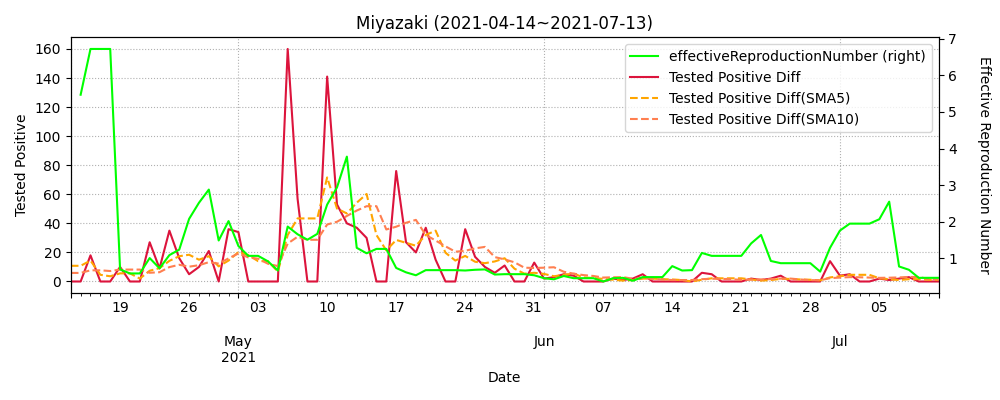 Miyazaki (2021-04-14~2021-07-13)
effectiveReproductionNumber (right)
Tested Positive Diff
Tested Positive Diff(SMA5)
Tested Positive Diff(SMA10)
Tested Positive
160
140
120
100
80
60
40
20
0
7
6
5
4
3
2
1
Effective Reproduction Number
19 26 03 10 17 24 31 07 14 21 28 05
May Jun Jul
2021
Date